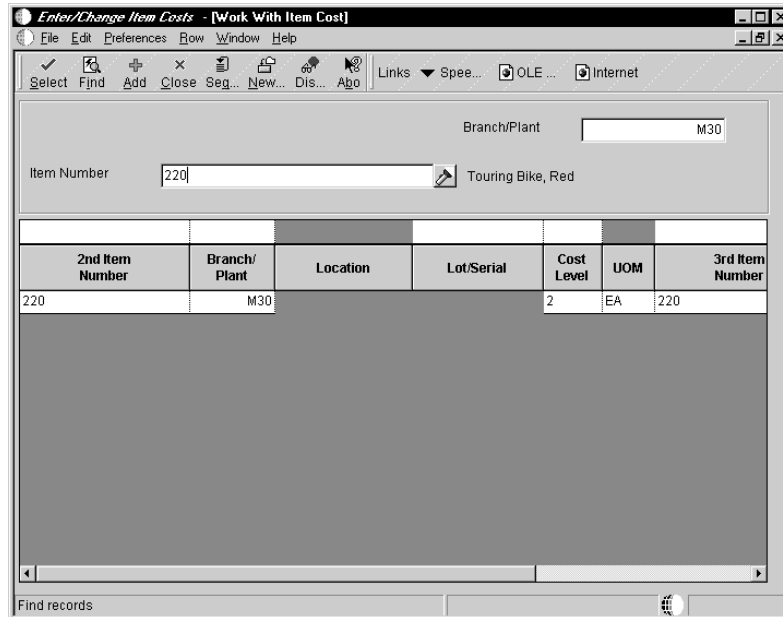 Enter/Change Item Costs - [Work With Item Cost]
File Edit Preferences Row Window Help
Select Find Add Close Seq... New... Dis... Abo Links Spee... OLE ... Internet
Branch/Plant M30
Item Number 220 Touring Bike, Red
2nd Item Number Branch/ Plant Location Lot/Serial Cost Level UOM 3rd Item Number
220 M30 2 EA 220
Find records